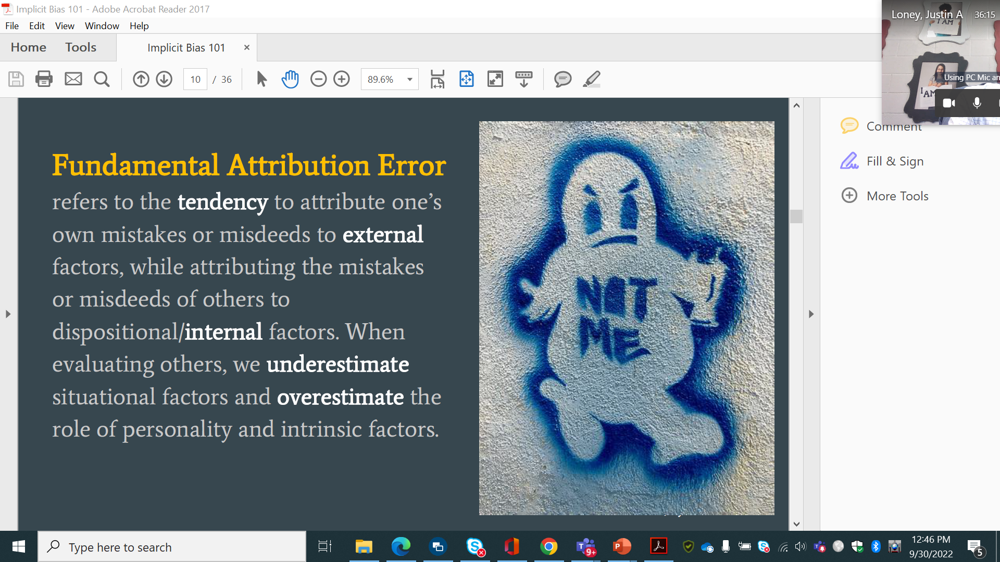 Implicit Bias 101 - Adobe Acrobat Reader 2017
File Edit View Window Help
Home Tools Implicit Bias 101 ×
10 / 36 89.6%
Loney, Justin A 36:15
I AM
Using PC Mic an
I AM
Comment
Fill & Sign
More Tools
Fundamental Attribution Error
refers to the tendency to attribute one’s
own mistakes or misdeeds to external
factors, while attributing the mistakes
or misdeeds of others to
dispositional/internal factors. When
evaluating others, we underestimate
situational factors and overestimate the
role of personality and intrinsic factors.
NOT
ME
Type here to search
9+
12:46 PM
9/30/2022
5